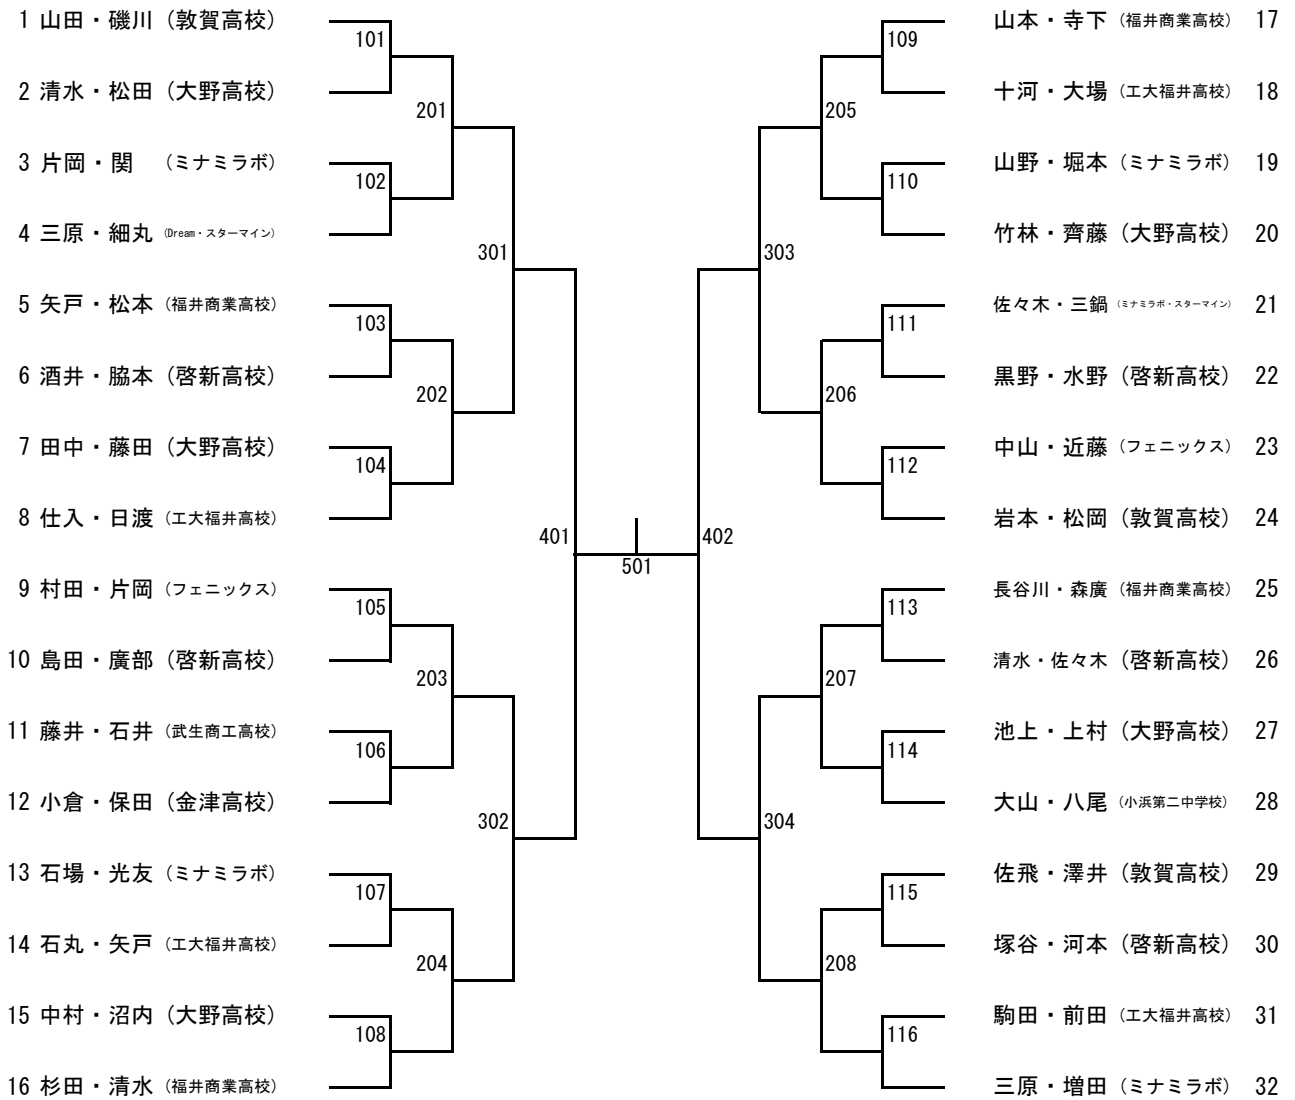 1 山田・磯川（敦賀高校）
2 清水・松田（大野高校）
3 片岡・関　（ミナミラボ）
4 三原・細丸（Dream・スターマイン）
5 矢戸・松本（福井商業高校）
6 酒井・脇本（啓新高校）
7 田中・藤田（大野高校）
8 仕入・日渡（工大福井高校）
9 村田・片岡（フェニックス）
10 島田・廣部（啓新高校）
11 藤井・石井（武生商工高校）
12 小倉・保田（金津高校）
13 石場・光友（ミナミラボ）
14 石丸・矢戸（工大福井高校）
15 中村・沼内（大野高校）
16 杉田・清水（福井商業高校）
101
102
103
104
105
106
107
108
201
202
203
204
301
302
401
501
402
303
304
205
206
207
208
109
110
111
112
113
114
115
116
山本・寺下（福井商業高校） 17
十河・大場（工大福井高校） 18
山野・堀本（ミナミラボ） 19
竹林・齊藤（大野高校） 20
佐々木・三鍋（ミナミラボ・スターマイン） 21
黒野・水野（啓新高校） 22
中山・近藤（フェニックス） 23
岩本・松岡（敦賀高校） 24
長谷川・森廣（福井商業高校） 25
清水・佐々木（啓新高校） 26
池上・上村（大野高校） 27
大山・八尾（小浜第二中学校） 28
佐飛・澤井（敦賀高校） 29
塚谷・河本（啓新高校） 30
駒田・前田（工大福井高校） 31
三原・増田（ミナミラボ） 32